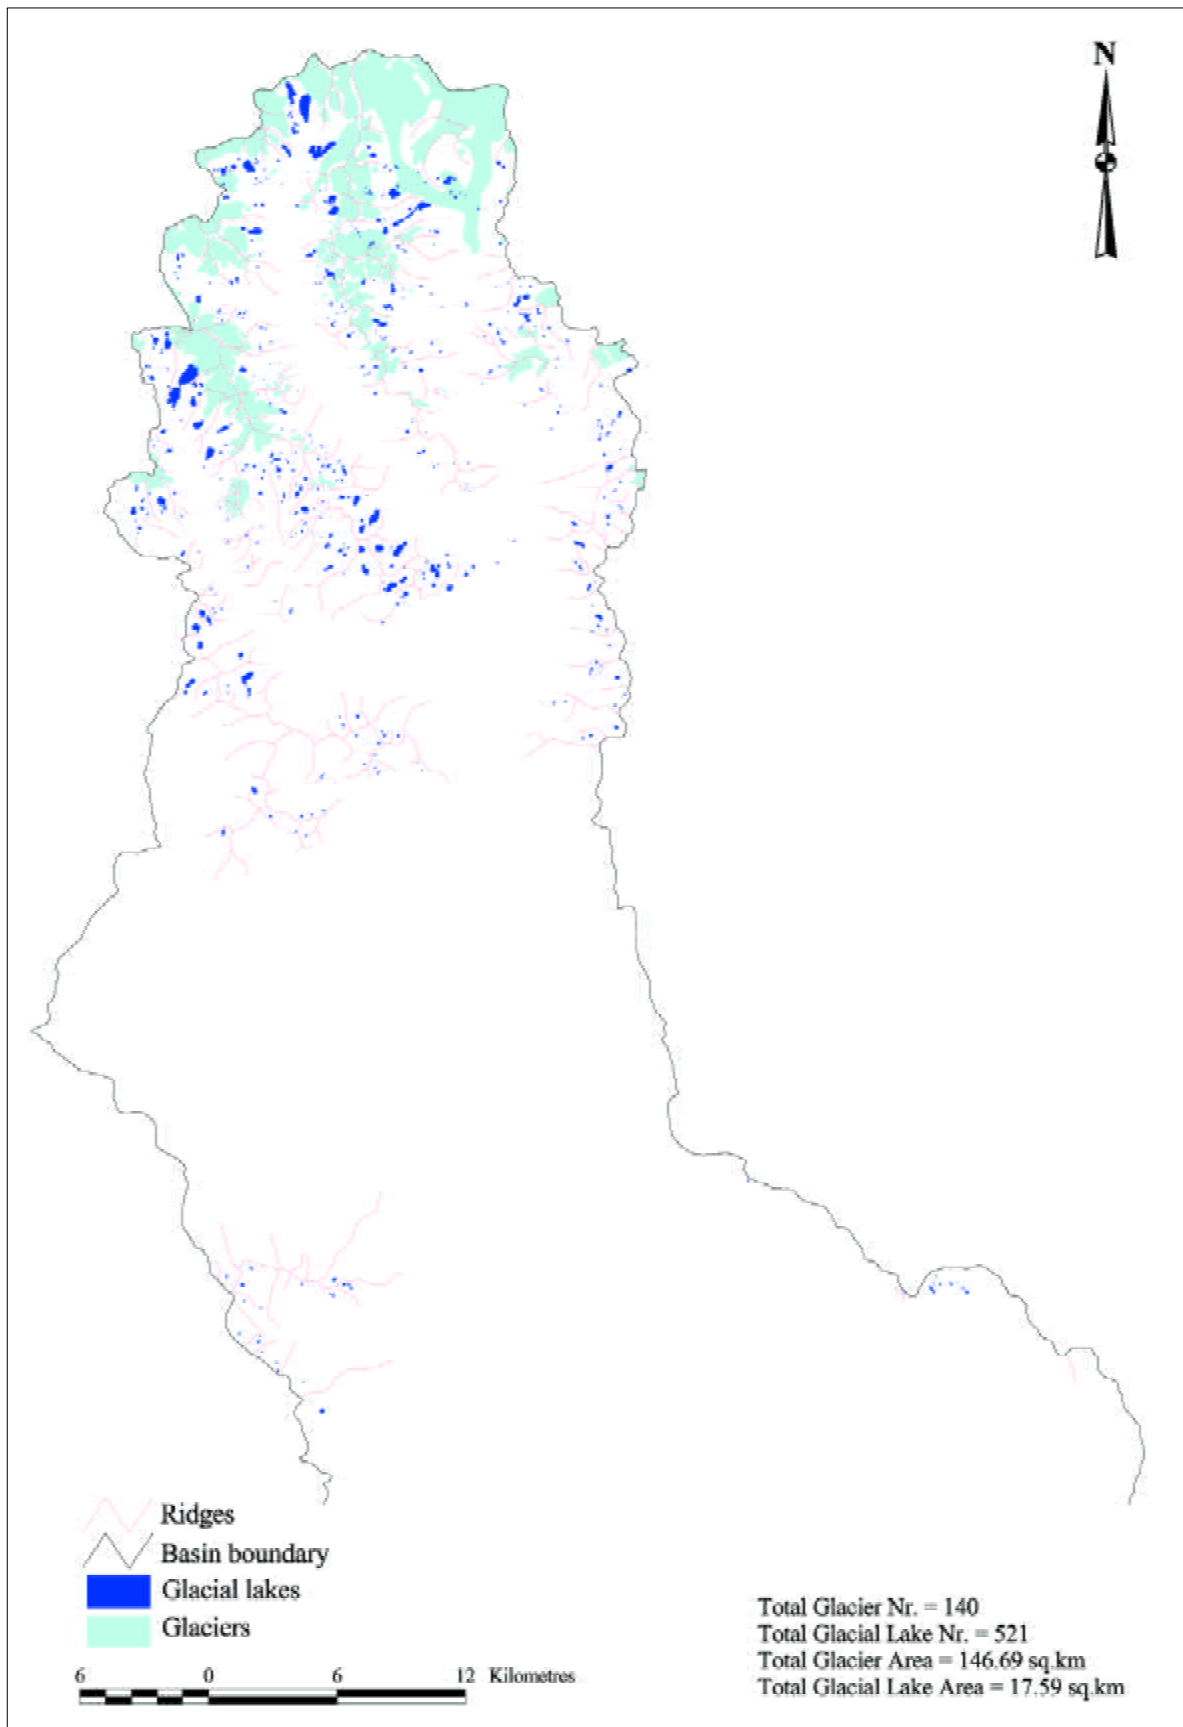 N
Ridges
Basin boundary
Glacial lakes
Glaciers
6 0 6 12 Kilometres
Total Glacier Nr. = 140
Total Glacial Lake Nr. = 521
Total Glacier Area = 146.69 sq.km
Total Glacial Lake Area = 17.59 sq.km